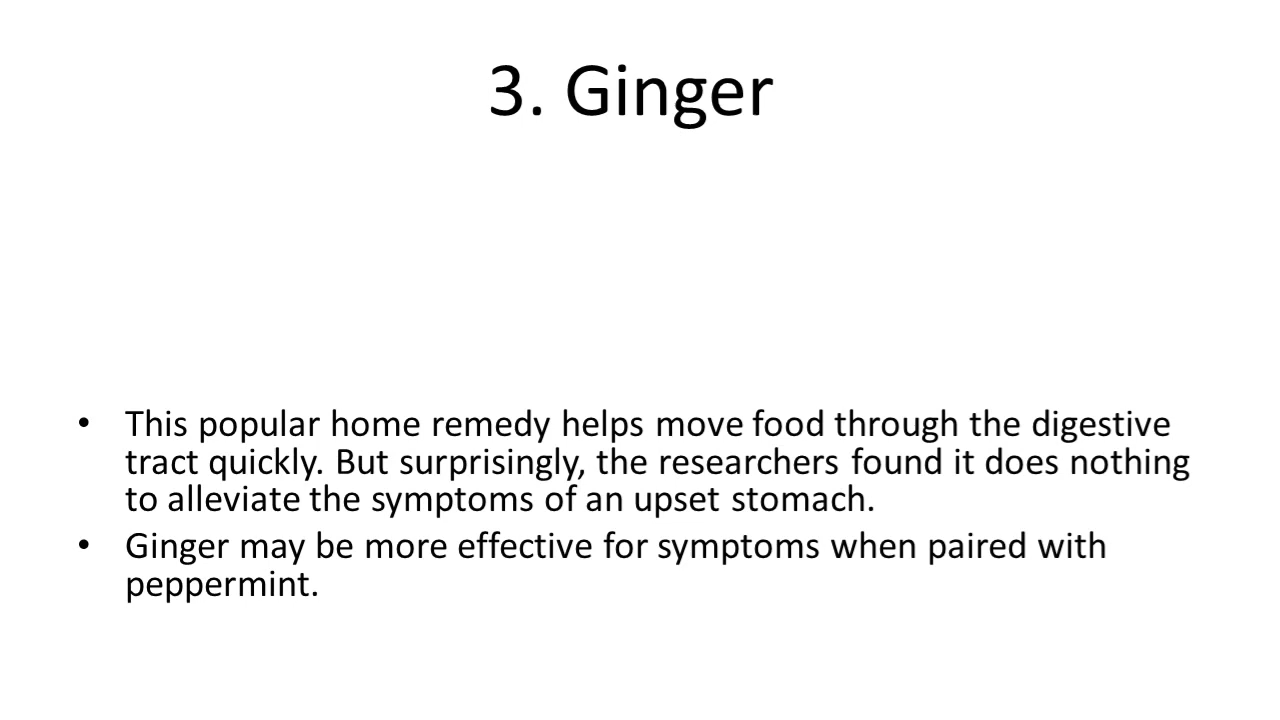 3. Ginger
• This popular home remedy helps move food through the digestive
tract quickly. But surprisingly, the researchers found it does nothing
to alleviate the symptoms of an upset stomach.
• Ginger may be more effective for symptoms when paired with
peppermint.